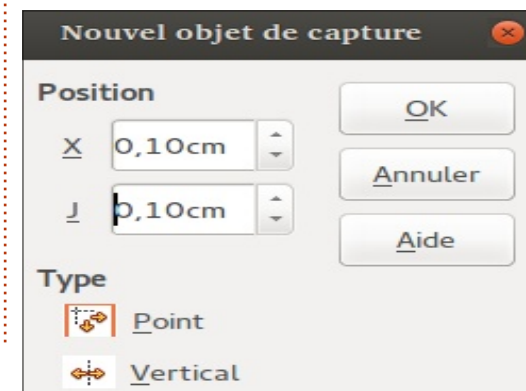 Nouvel objet de capture
Position
X 0,10cm
J 0,10cm
OK
Annuler
Aide
Type
Point
Vertical